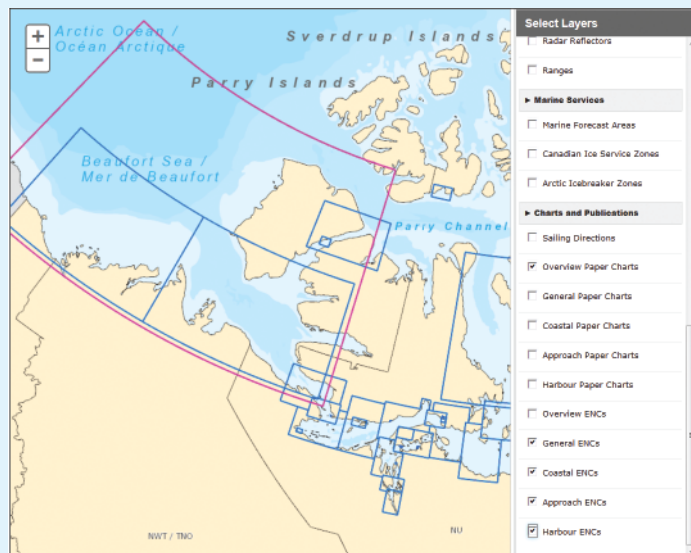 +
−
Arctic Ocean /
Océan Arctique
Sverdrup Islands
Parry Islands
Beaufort Sea /
Mer de Beaufort
Parry Channel
NWT / TNO
NU
Select Layers
Radar Reflectors
Ranges
▸ Marine Services
Marine Forecast Areas
Canadian Ice Service Zones
Arctic Icebreaker Zones
▸ Charts and Publications
Sailing Directions
Overview Paper Charts
General Paper Charts
Coastal Paper Charts
Approach Paper Charts
Harbour Paper Charts
Overview ENCs
General ENCs
Coastal ENCs
Approach ENCs
Harbour ENCs